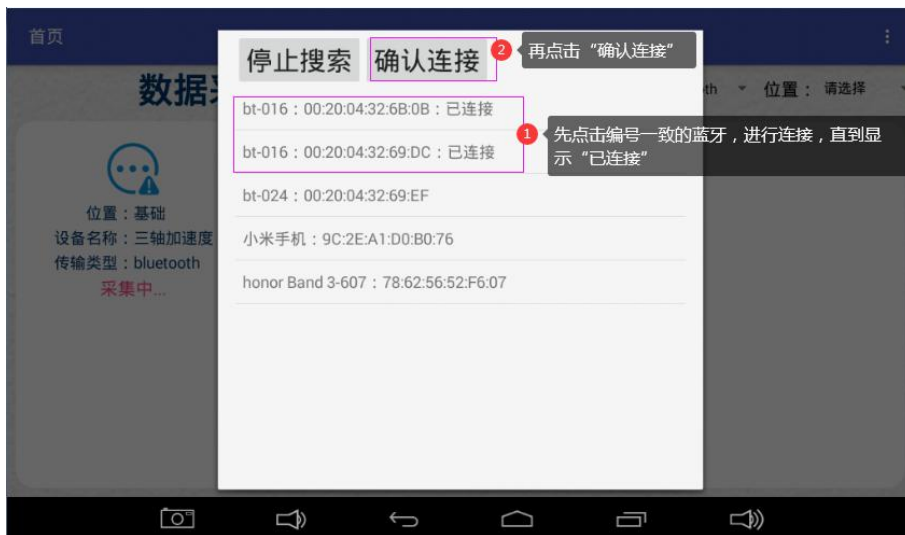 首页
停止搜索 确认连接
2 再点击“确认连接”
数据
th 位置： 请选择
bt-016：00:20:04:32:6B:0B：已连接
1 先点击编号一致的蓝牙，进行连接，直到显
示“已连接”
bt-016：00:20:04:32:69:DC：已连接
bt-024：00:20:04:32:69:EF
小米手机：9C:2E:A1:D0:B0:76
honor Band 3-607：78:62:56:52:F6:07
位置：基础
设备名称：三轴加速度
传输类型：bluetooth
采集中...